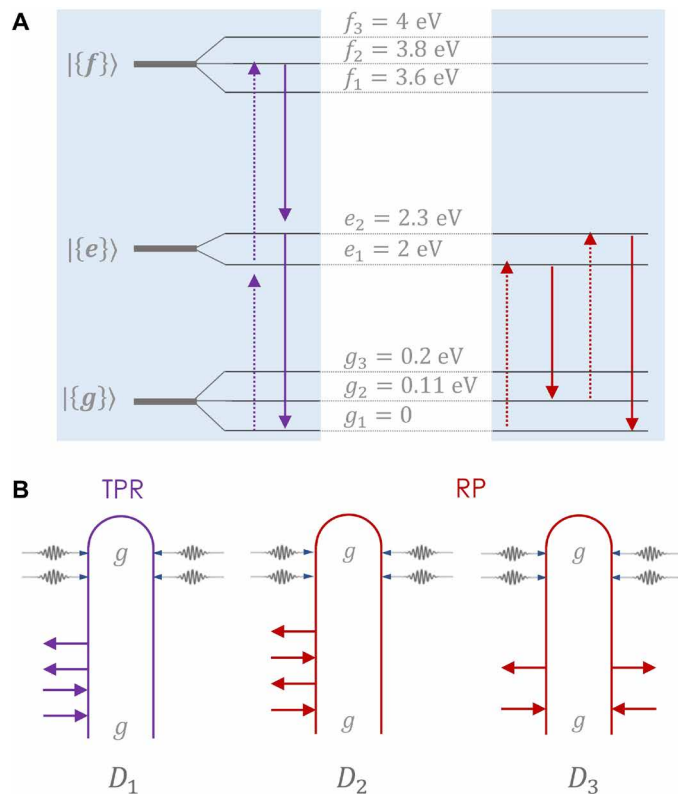 A
f₃ = 4 eV
|{f}⟩
f₂ = 3.8 eV
f₁ = 3.6 eV
e₂ = 2.3 eV
|{e}⟩
e₁ = 2 eV
g₃ = 0.2 eV
|{g}⟩
g₂ = 0.11 eV
g₁ = 0
B
TPR
RP
g
g
g
g
g
g
D₁
D₂
D₃